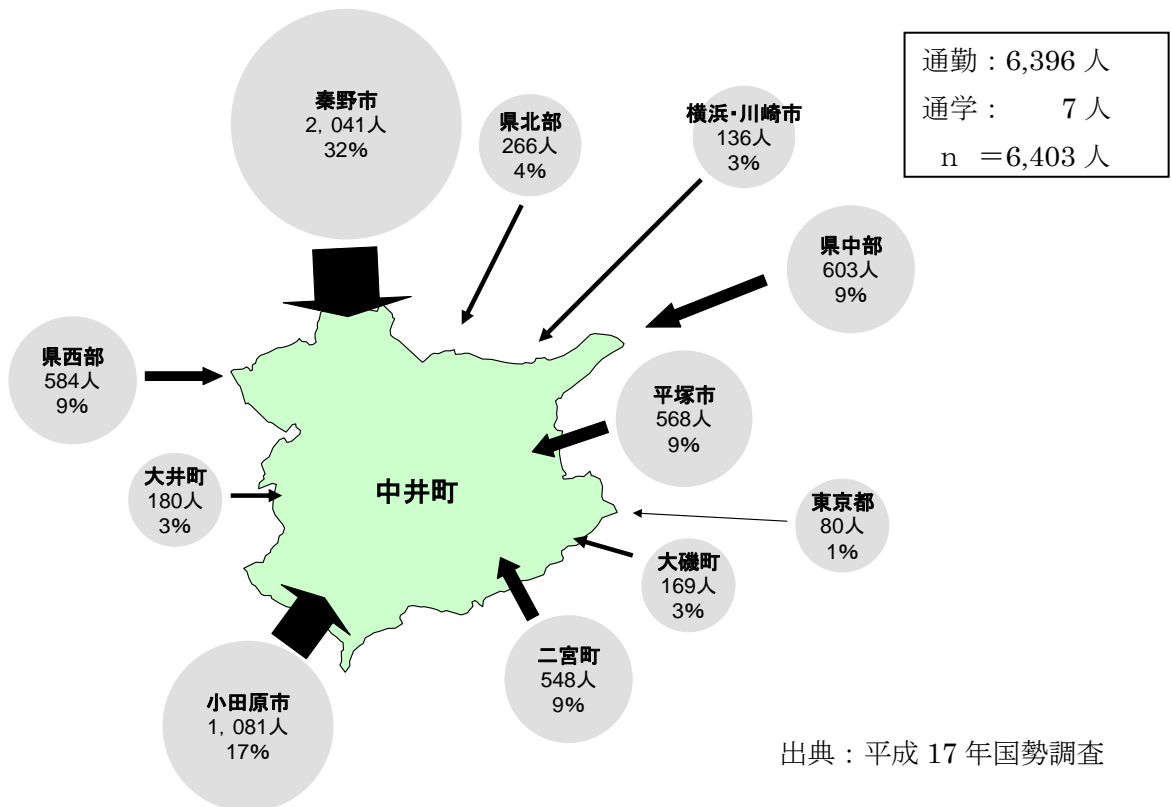 秦野市
2, 041人
32%
県北部
266人
4%
横浜・川崎市
136人
3%
通勤：6,396 人
通学：　　7 人
ｎ ＝6,403 人
県中部
603人
9%
県西部
584人
9%
平塚市
568人
9%
大井町
180人
3%
中井町
東京都
80人
1%
大磯町
169人
3%
二宮町
548人
9%
小田原市
1, 081人
17%
出典：平成 17 年国勢調査